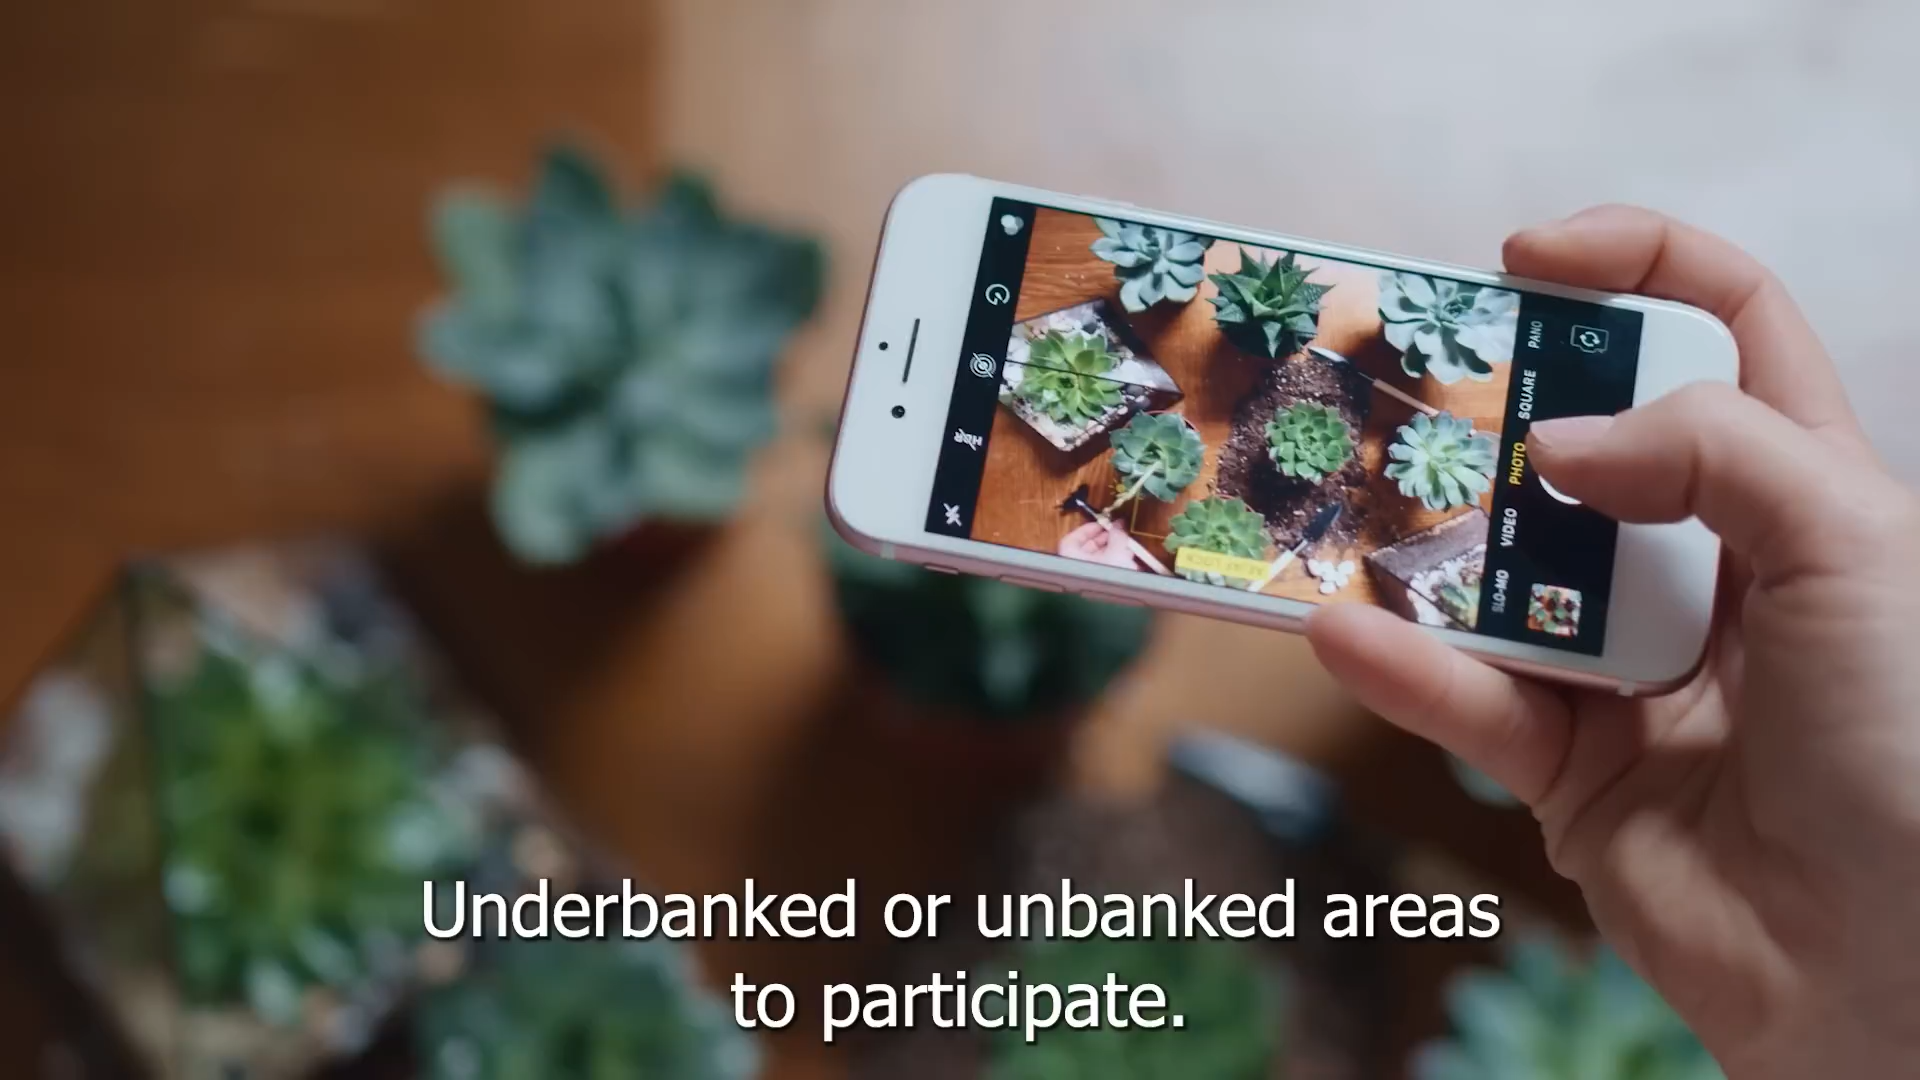 PANO
SQUARE
PHOTO
VIDEO
SLO-MO
HDR
Underbanked or unbanked areas
to participate.